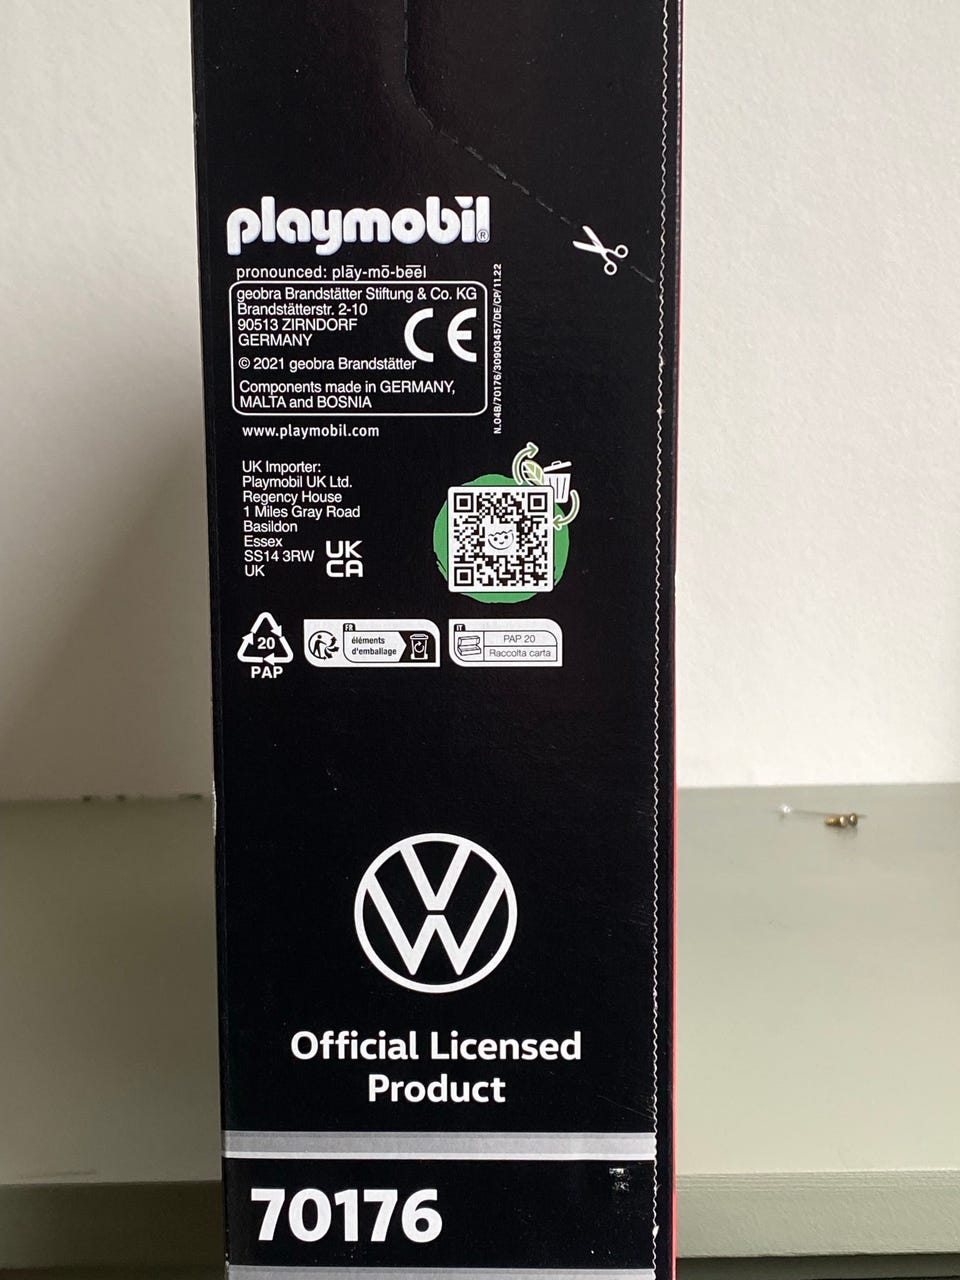 playmobil®
pronounced: plāy-mō-bēēl
geobra Brandstätter Stiftung & Co. KG
Brandstätterstr. 2-10
90513 ZIRNDORF
GERMANY
CE
© 2021 geobra Brandstätter
Components made in GERMANY,
MALTA and BOSNIA
N.04B/70176/30903457/DE/CP/11.22
www.playmobil.com
UK Importer:
Playmobil UK Ltd.
Regency House
1 Miles Gray Road
Basildon
Essex
SS14 3RW
UK
UK
CA
20
PAP
FR
éléments
d'emballage
IT
PAP 20
Raccolta carta
VW
Official Licensed
Product
70176